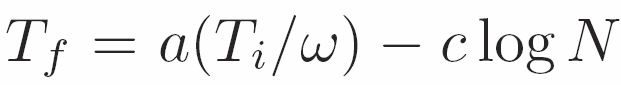 T_f = a(T_i/ω) − c log N